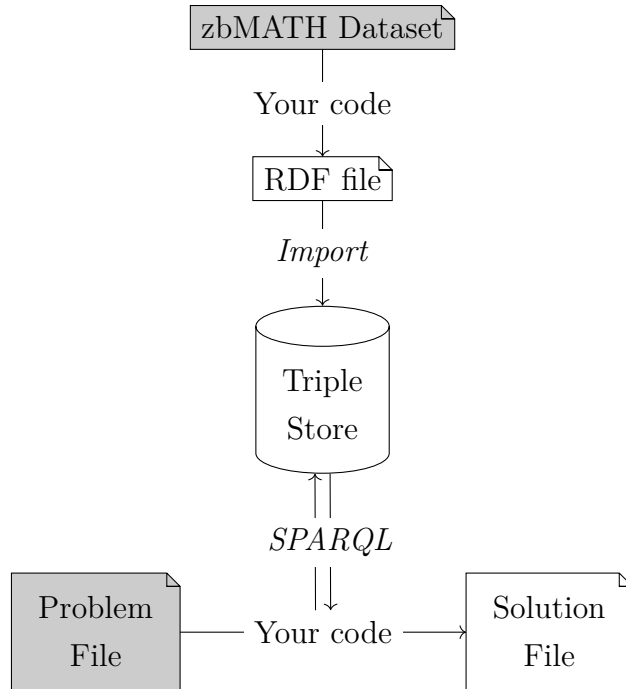 zbMATH Dataset
Your code
RDF file
Import
Triple
Store
SPARQL
Problem
File
Your code
Solution
File